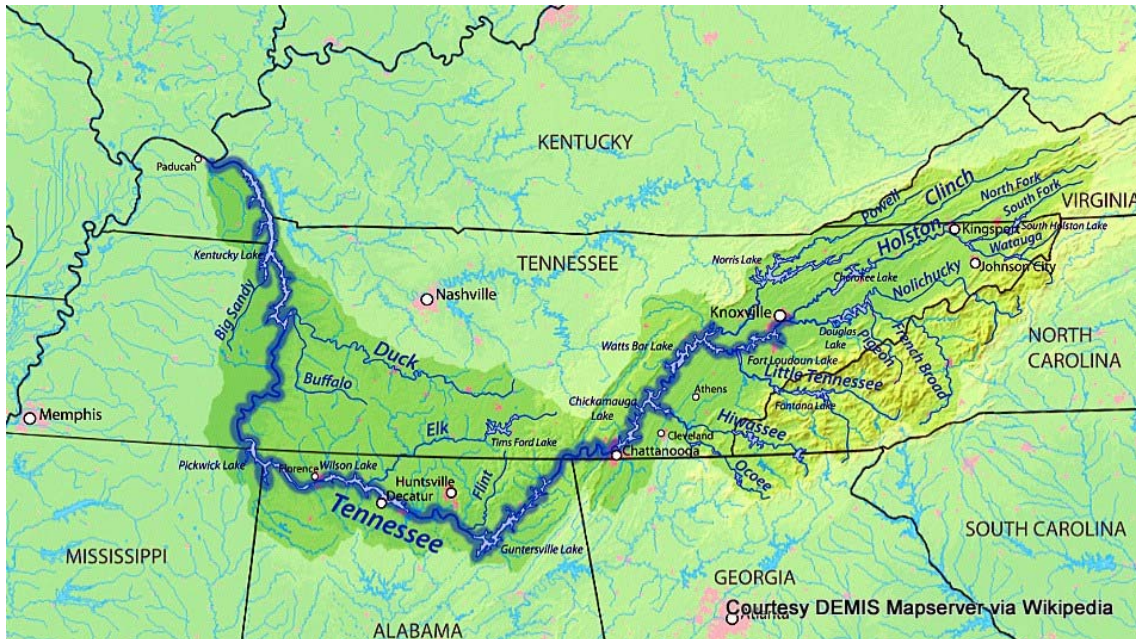 Paducah
KENTUCKY
Powell
Clinch
North Fork
South Fork
VIRGINIA
Holston
Kingsport
South Holston Lake
Watauga
Kentucky Lake
TENNESSEE
Norris Lake
Cherokee Lake
Johnson City
Nolichucky
Big Sandy
Nashville
Knoxville
Douglas
Lake
Pigeon
French Broad
NORTH
CAROLINA
Duck
Watts Bar Lake
Fort Loudoun Lake
Little Tennessee
Buffalo
Athens
Chickamauga
Lake
Fontana Lake
Memphis
Elk
Tims Ford Lake
Hiwassee
Cleveland
Chattanooga
Ocoee
Pickwick Lake
Florence
Wilson Lake
Huntsville
Decatur
Flint
Tennessee
Guntersville Lake
MISSISSIPPI
SOUTH CAROLINA
GEORGIA
Courtesy DEMIS Mapserver via Wikipedia
Atlanta
ALABAMA